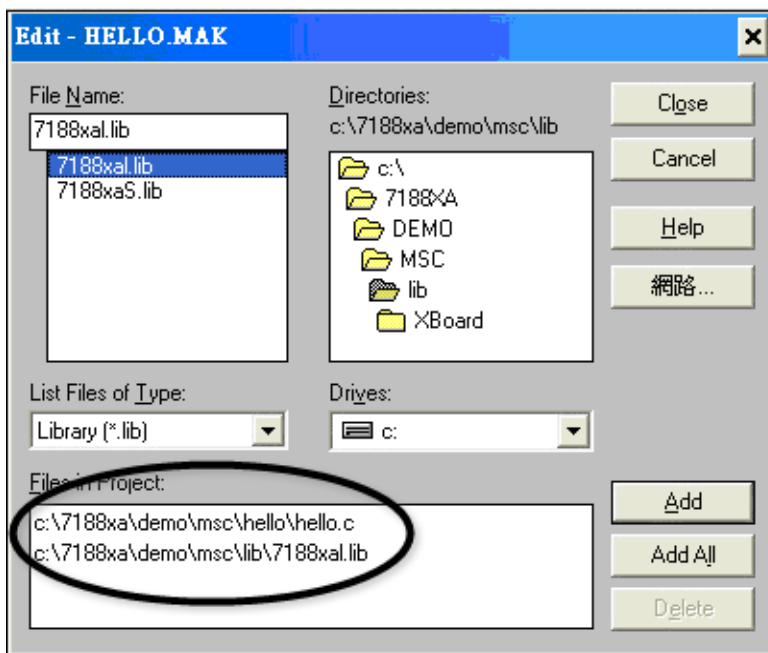 Edit - HELLO.MAK
File Name:
7188xal.lib
7188xal.lib
7188xaS.lib
Directories:
c:\7188xa\demo\msc\lib
c:\
7188XA
DEMO
MSC
lib
XBoard
Close
Cancel
Help
網路...
List Files of Type:
Library (*.lib)
Drives:
c:
Files in Project:
c:\7188xa\demo\msc\hello\hello.c
c:\7188xa\demo\msc\lib\7188xal.lib
Add
Add All
Delete